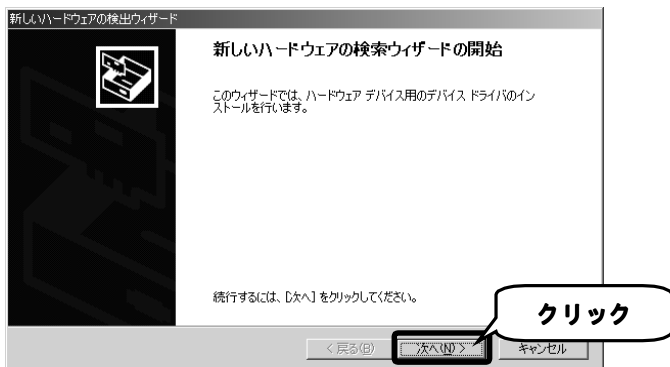 新しいハードウェアの検出ウィザード
新しいハードウェアの検索ウィザードの開始
このウィザードでは、ハードウェア デバイス用のデバイス ドライバのイン
ストールを行います。
続行するには、[次へ] をクリックしてください。
クリック
< 戻る(B)
次へ(N) >
キャンセル